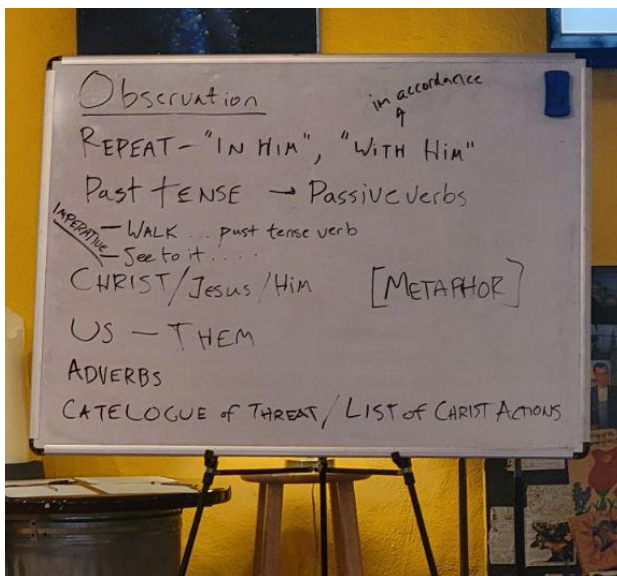 Observation
in accordance
REPEAT - "IN HIM", "WITH HIM"
Past TENSE → Passive verbs
IMPERATIVE
- WALK ... past tense verb
- See to it ....
CHRIST/Jesus/Him [METAPHOR]
US - THEM
ADVERBS
CATELOGUE of THREAT / LIST of CHRIST ACTIONS